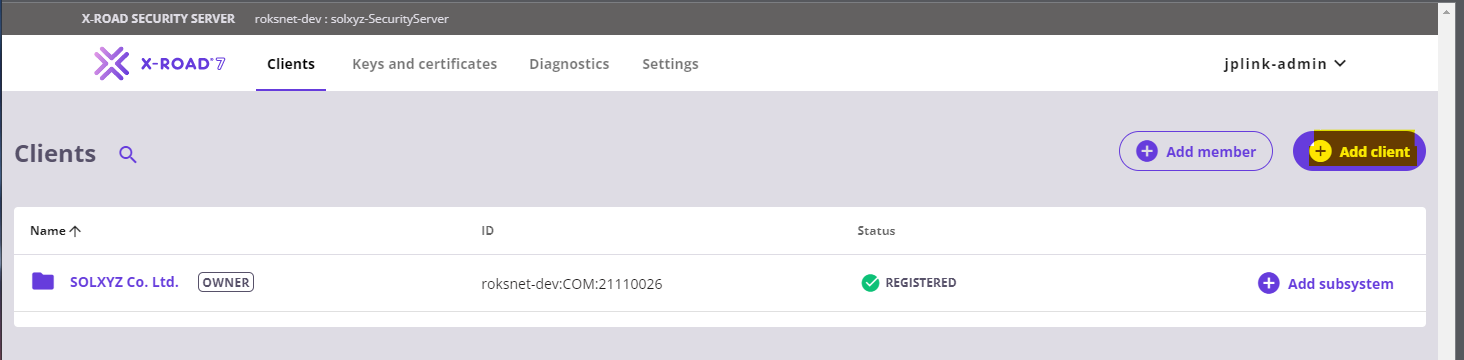 X-ROAD SECURITY SERVER roksnet-dev : solxyz-SecurityServer
X-ROAD® 7 Clients Keys and certificates Diagnostics Settings jplink-admin
Clients Add member Add client
Name ID Status
SOLXYZ Co. Ltd. OWNER roksnet-dev:COM:21110026 REGISTERED Add subsystem